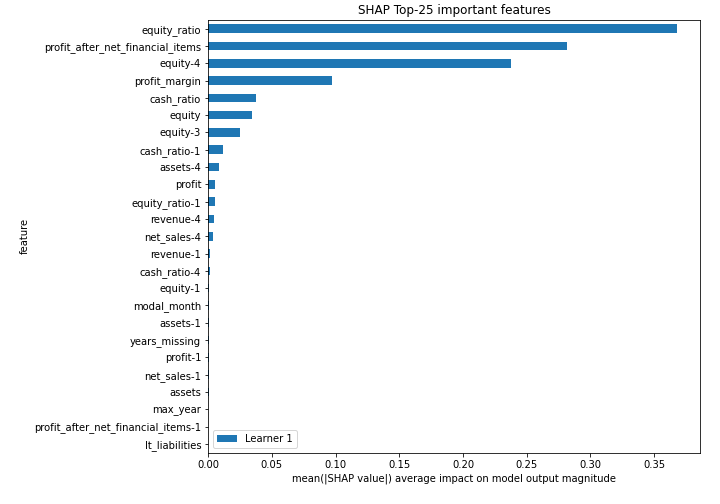 SHAP Top-25 important features
equity_ratio
profit_after_net_financial_items
equity-4
profit_margin
cash_ratio
equity
equity-3
cash_ratio-1
assets-4
profit
equity_ratio-1
revenue-4
net_sales-4
revenue-1
cash_ratio-4
equity-1
modal_month
assets-1
years_missing
profit-1
net_sales-1
assets
max_year
profit_after_net_financial_items-1
lt_liabilities
feature
Learner 1
0.00 0.05 0.10 0.15 0.20 0.25 0.30 0.35
mean(|SHAP value|) average impact on model output magnitude